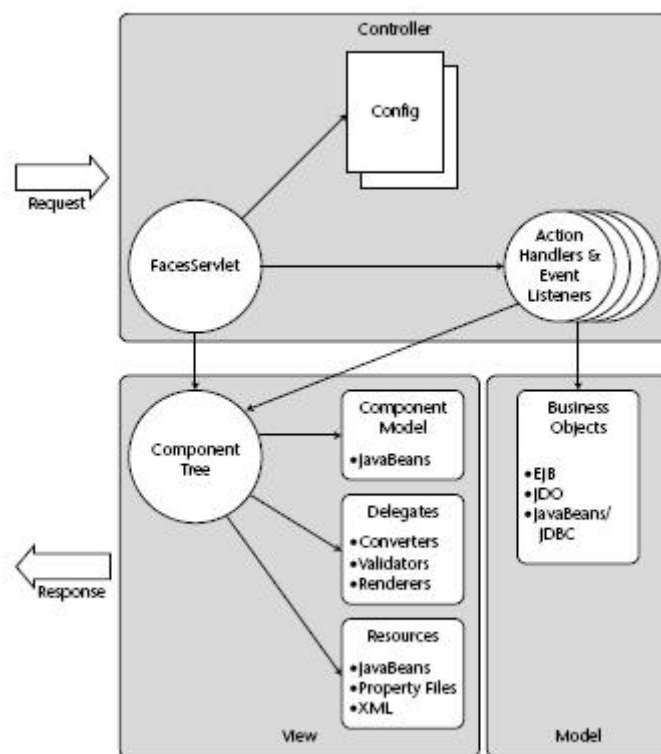 Controller
Config
Request
FacesServlet
Action
Handlers &
Event
Listeners
Component
Tree
Component
Model
•JavaBeans
Delegates
•Converters
•Validators
•Renderers
Resources
•JavaBeans
•Property Files
•XML
Business
Objects
•EJB
•JDO
•JavaBeans/
JDBC
Response
View
Model